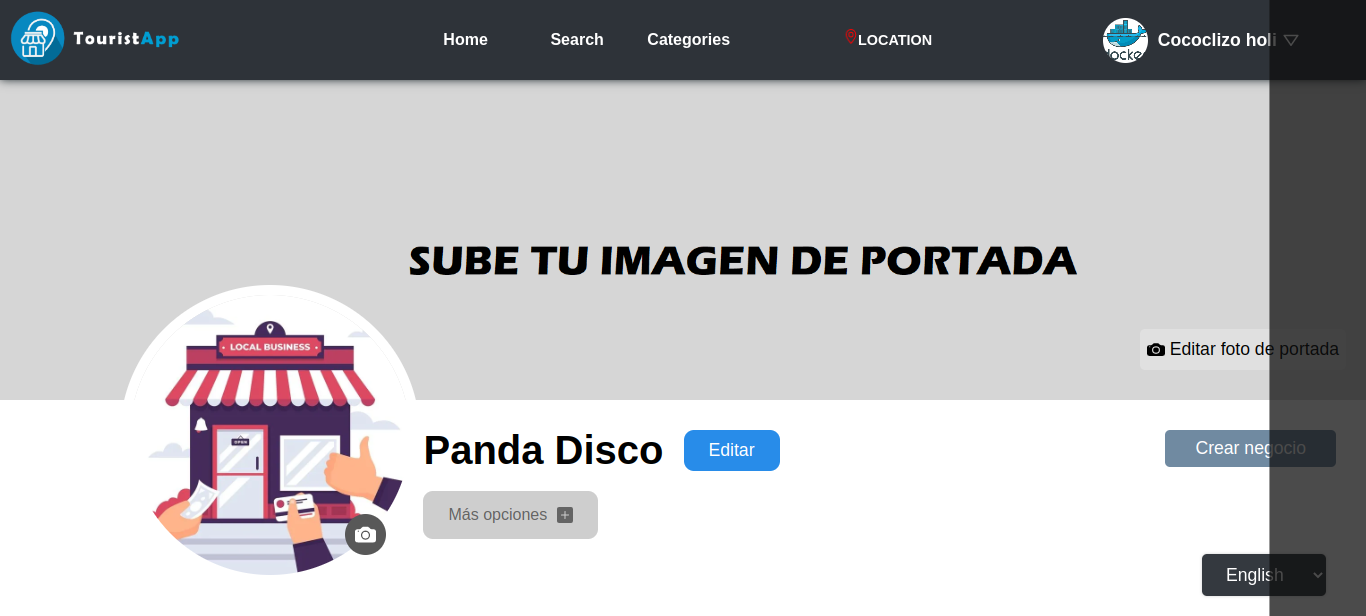 TouristApp
Home
Search
Categories
LOCATION
Cococlizo holi
SUBE TU IMAGEN DE PORTADA
LOCAL BUSINESS
OPEN
Editar foto de portada
Panda Disco
Editar
Crear negocio
Más opciones
English